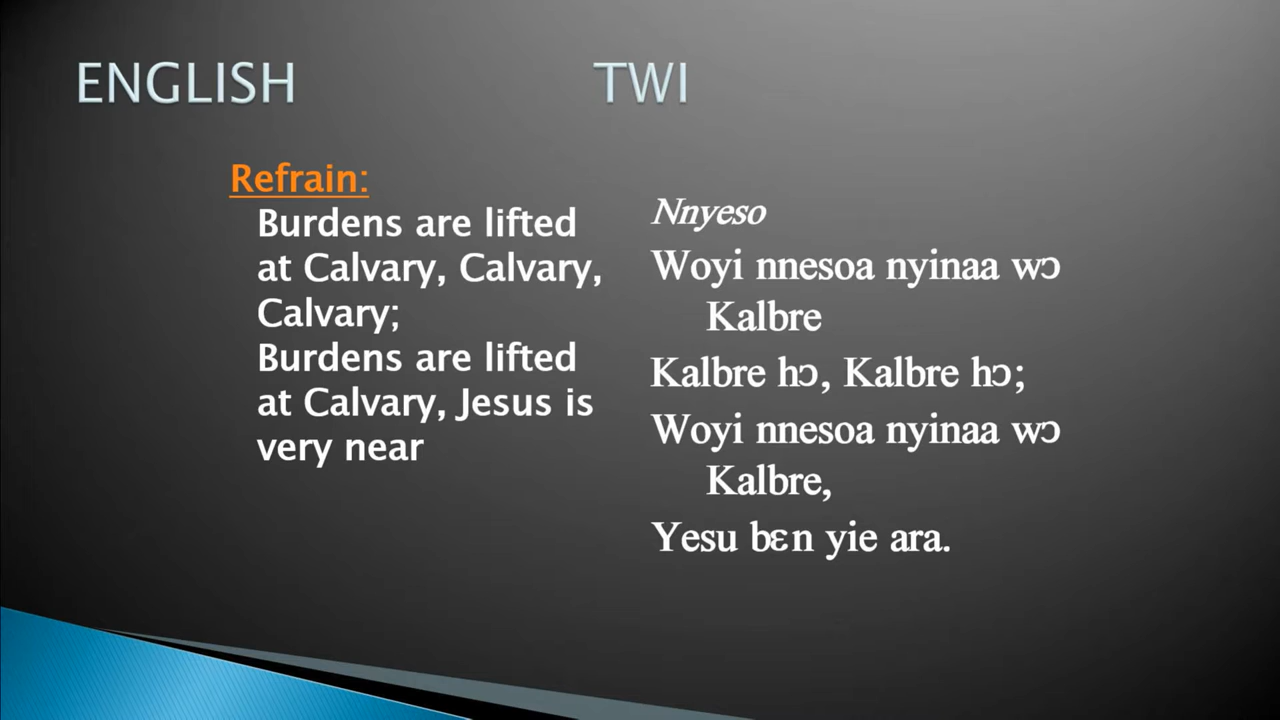 ENGLISH
TWI
Refrain:
Burdens are lifted
at Calvary, Calvary,
Calvary;
Burdens are lifted
at Calvary, Jesus is
very near
Nnyeso
Woyi nnesoa nyinaa wɔ
Kalbre
Kalbre hɔ, Kalbre hɔ;
Woyi nnesoa nyinaa wɔ
Kalbre,
Yesu bɛn yie ara.